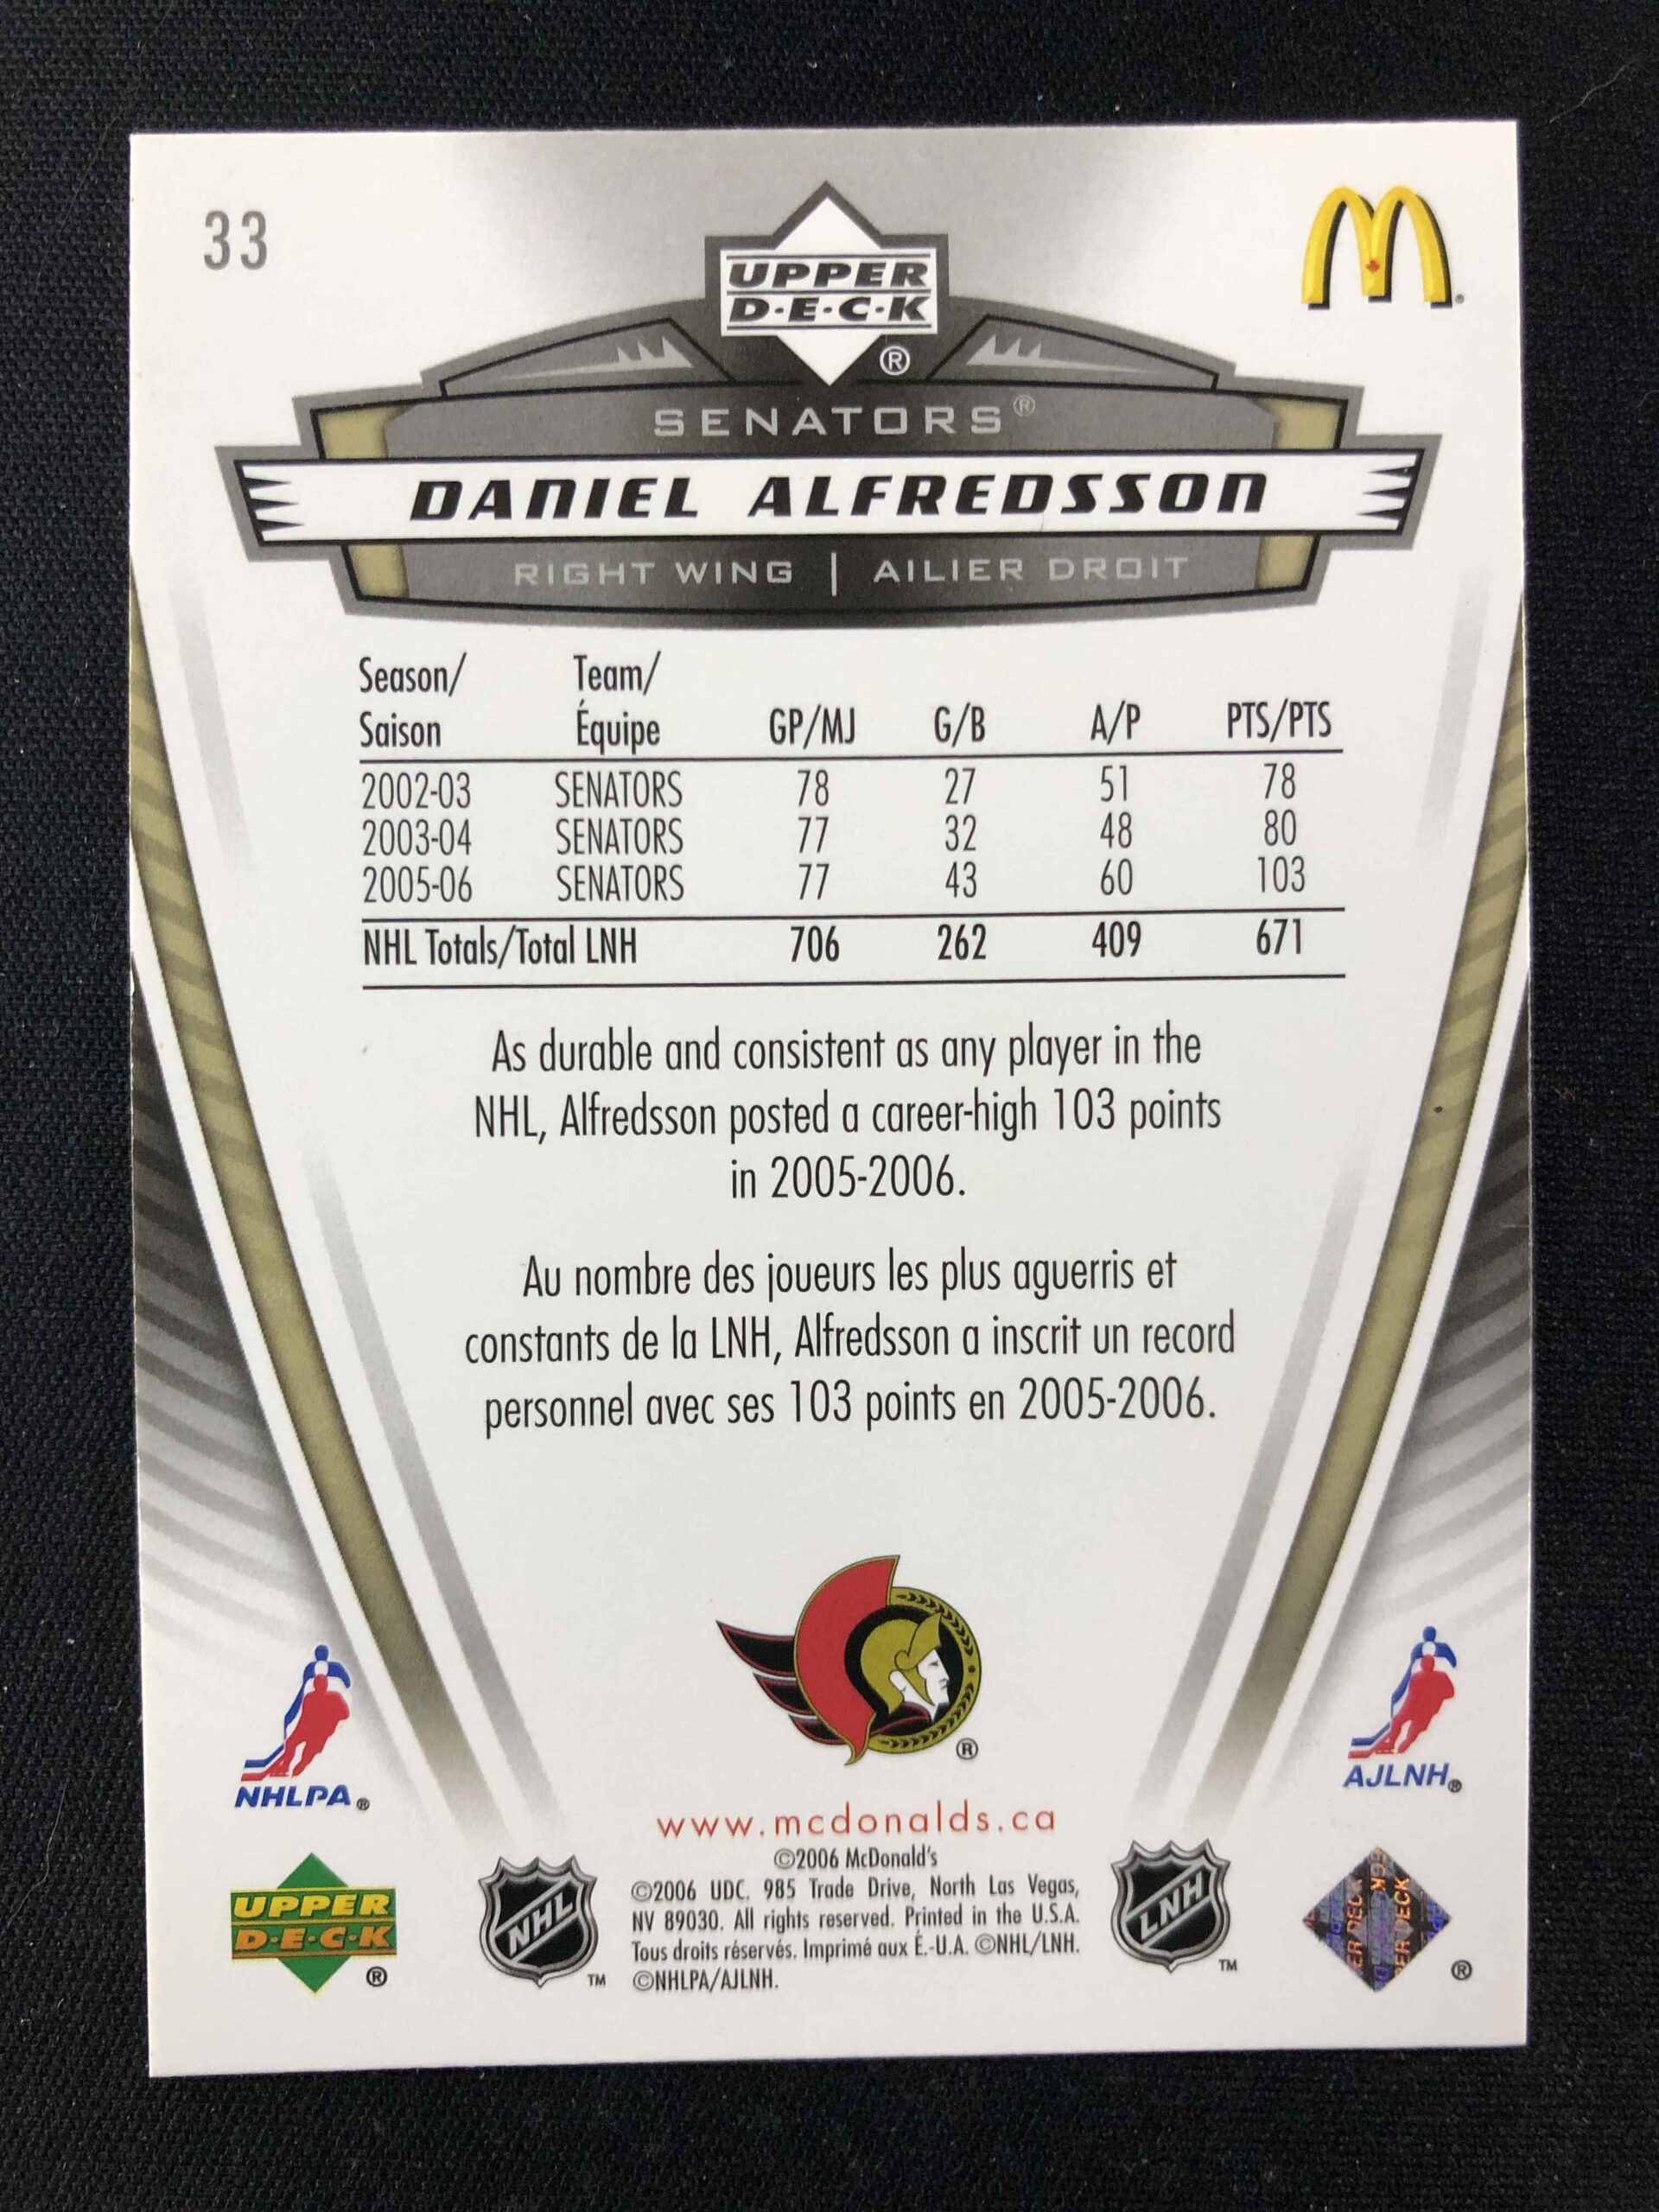 33
UPPER
D·E·C·K
®
SENATORS®
DANIEL ALFREDSSON
RIGHT WING | AILIER DROIT
Season/ Team/
Saison Équipe GP/MJ G/B A/P PTS/PTS
2002-03 SENATORS 78 27 51 78
2003-04 SENATORS 77 32 48 80
2005-06 SENATORS 77 43 60 103
NHL Totals/Total LNH 706 262 409 671
As durable and consistent as any player in the
NHL, Alfredsson posted a career-high 103 points
in 2005-2006.
Au nombre des joueurs les plus aguerris et
constants de la LNH, Alfredsson a inscrit un record
personnel avec ses 103 points en 2005-2006.
®
NHLPA®
AJLNH®
www.mcdonalds.ca
©2006 McDonald's
©2006 UDC. 985 Trade Drive, North Las Vegas,
NV 89030. All rights reserved. Printed in the U.S.A.
Tous droits réservés. Imprimé aux É.-U.A. ©NHL/LNH.
©NHLPA/AJLNH.
UPPER
D·E·C·K
®
NHL
™
LNH
™
®